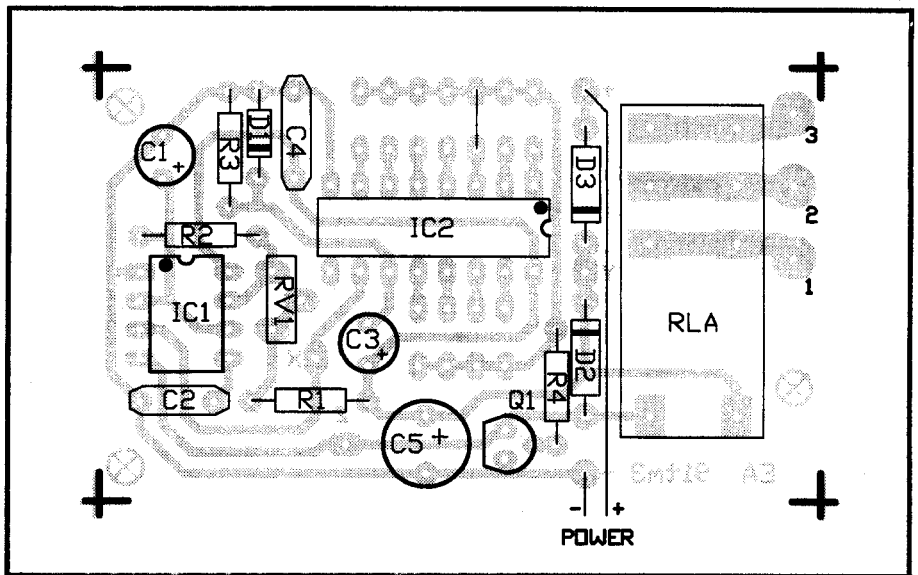 C1
R3
D1
C4
D3
3
2
1
R2
IC2
IC1
RV1
C3
RLA
D2
R4
C2
R1
Q1
C5
+
- +
POWER